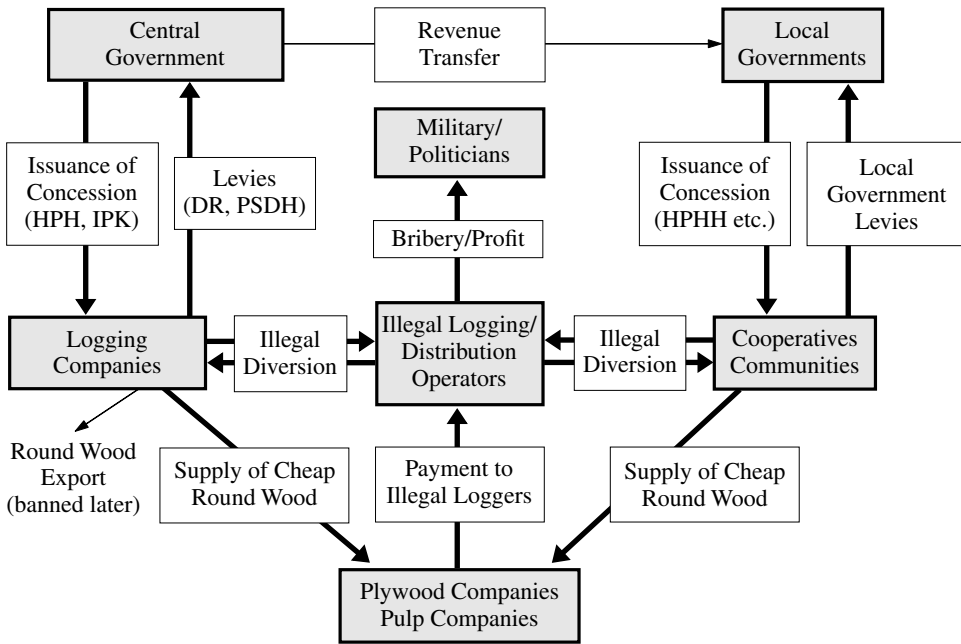 Central
Government
Revenue
Transfer
Local
Governments
Military/
Politicians
Issuance of
Concession
(HPH, IPK)
Levies
(DR, PSDH)
Bribery/Profit
Issuance of
Concession
(HPHH etc.)
Local
Government
Levies
Logging
Companies
Illegal
Diversion
Illegal Logging/
Distribution
Operators
Illegal
Diversion
Cooperatives
Communities
Round Wood
Export
(banned later)
Supply of Cheap
Round Wood
Payment to
Illegal Loggers
Supply of Cheap
Round Wood
Plywood Companies
Pulp Companies